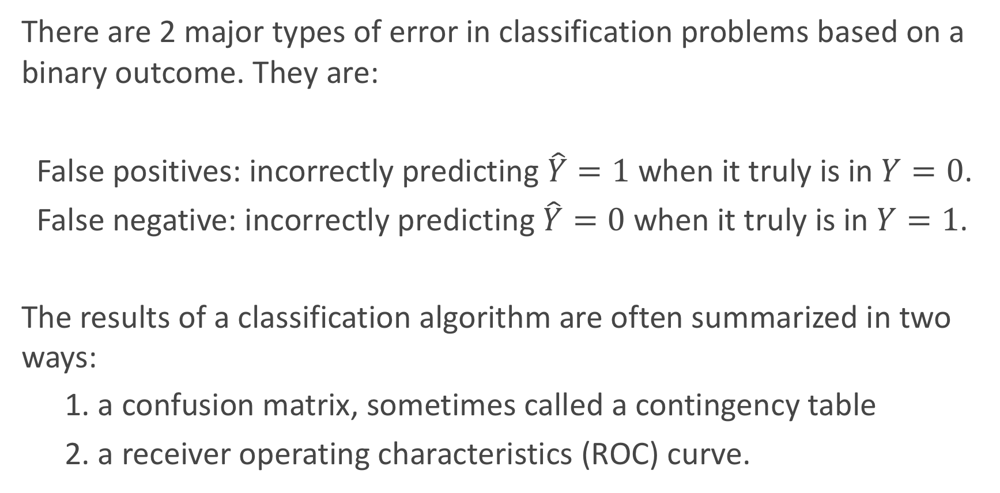 There are 2 major types of error in classification problems based on a
binary outcome. They are:
False positives: incorrectly predicting Ŷ = 1 when it truly is in Y = 0.
False negative: incorrectly predicting Ŷ = 0 when it truly is in Y = 1.
The results of a classification algorithm are often summarized in two
ways:
1. a confusion matrix, sometimes called a contingency table
2. a receiver operating characteristics (ROC) curve.